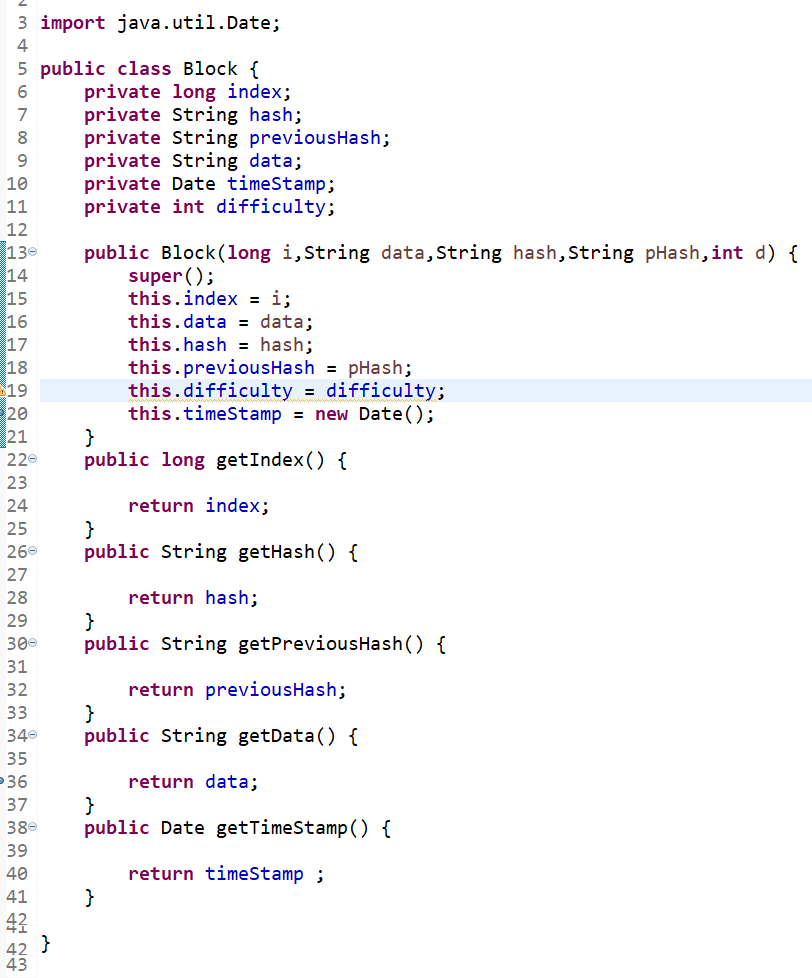 2
3 import java.util.Date;
4
5 public class Block {
6     private long index;
7     private String hash;
8     private String previousHash;
9     private String data;
10     private Date timeStamp;
11     private int difficulty;
12
13     public Block(long i,String data,String hash,String pHash,int d) {
14         super();
15         this.index = i;
16         this.data = data;
17         this.hash = hash;
18         this.previousHash = pHash;
19         this.difficulty = difficulty;
20         this.timeStamp = new Date();
21     }
22     public long getIndex() {
23
24         return index;
25     }
26     public String getHash() {
27
28         return hash;
29     }
30     public String getPreviousHash() {
31
32         return previousHash;
33     }
34     public String getData() {
35
36         return data;
37     }
38     public Date getTimeStamp() {
39
40         return timeStamp ;
41     }
42
41
42 }
43